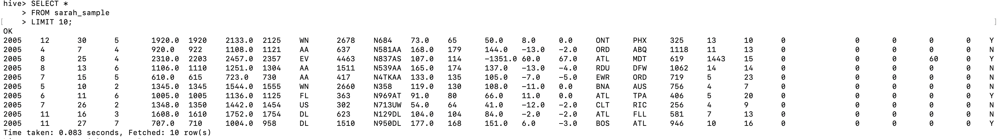 hive> SELECT *
    > FROM sarah_sample
[    > LIMIT 10; ]
OK
2005 12 30 5 1920.0 1920 2133.0 2125 WN 2678 N684 73.0 65 50.0 8.0 0.0 ONT PHX 325 13 10 0 0 0 0 0 Y
2005 4 7 4 920.0 922 1108.0 1121 AA 637 N581AA 168.0 179 144.0 -13.0 -2.0 ORD ABQ 1118 11 13 0 0 0 0 0 N
2005 8 25 4 2310.0 2203 2457.0 2357 EV 4463 N837AS 107.0 114 -1351.0 60.0 67.0 ATL MDT 619 1443 15 0 0 0 60 0 Y
2005 8 13 6 1106.0 1110 1251.0 1304 AA 1511 N539AA 165.0 174 137.0 -13.0 -4.0 RDU DFW 1062 14 14 0 0 0 0 0 N
2005 7 15 5 610.0 615 723.0 730 AA 417 N4TKAA 133.0 135 105.0 -7.0 -5.0 EWR ORD 719 5 23 0 0 0 0 0 N
2005 5 10 2 1345.0 1345 1544.0 1555 WN 2660 N358 119.0 130 108.0 -11.0 0.0 BNA AUS 756 4 7 0 0 0 0 0 N
2005 6 11 6 1005.0 1005 1136.0 1125 FL 363 N969AT 91.0 80 66.0 11.0 0.0 ATL TPA 406 5 20 0 0 0 0 0 Y
2005 7 26 2 1348.0 1350 1442.0 1454 US 302 N713UW 54.0 64 41.0 -12.0 -2.0 CLT RIC 256 4 9 0 0 0 0 0 N
2005 11 16 3 1608.0 1610 1752.0 1754 DL 623 N129DL 104.0 104 84.0 -2.0 -2.0 ATL FLL 581 7 13 0 0 0 0 0 N
2005 11 27 7 707.0 710 1004.0 958 DL 1510 N950DL 177.0 168 151.0 6.0 -3.0 BOS ATL 946 10 16 0 0 0 0 0 Y
Time taken: 0.083 seconds, Fetched: 10 row(s)